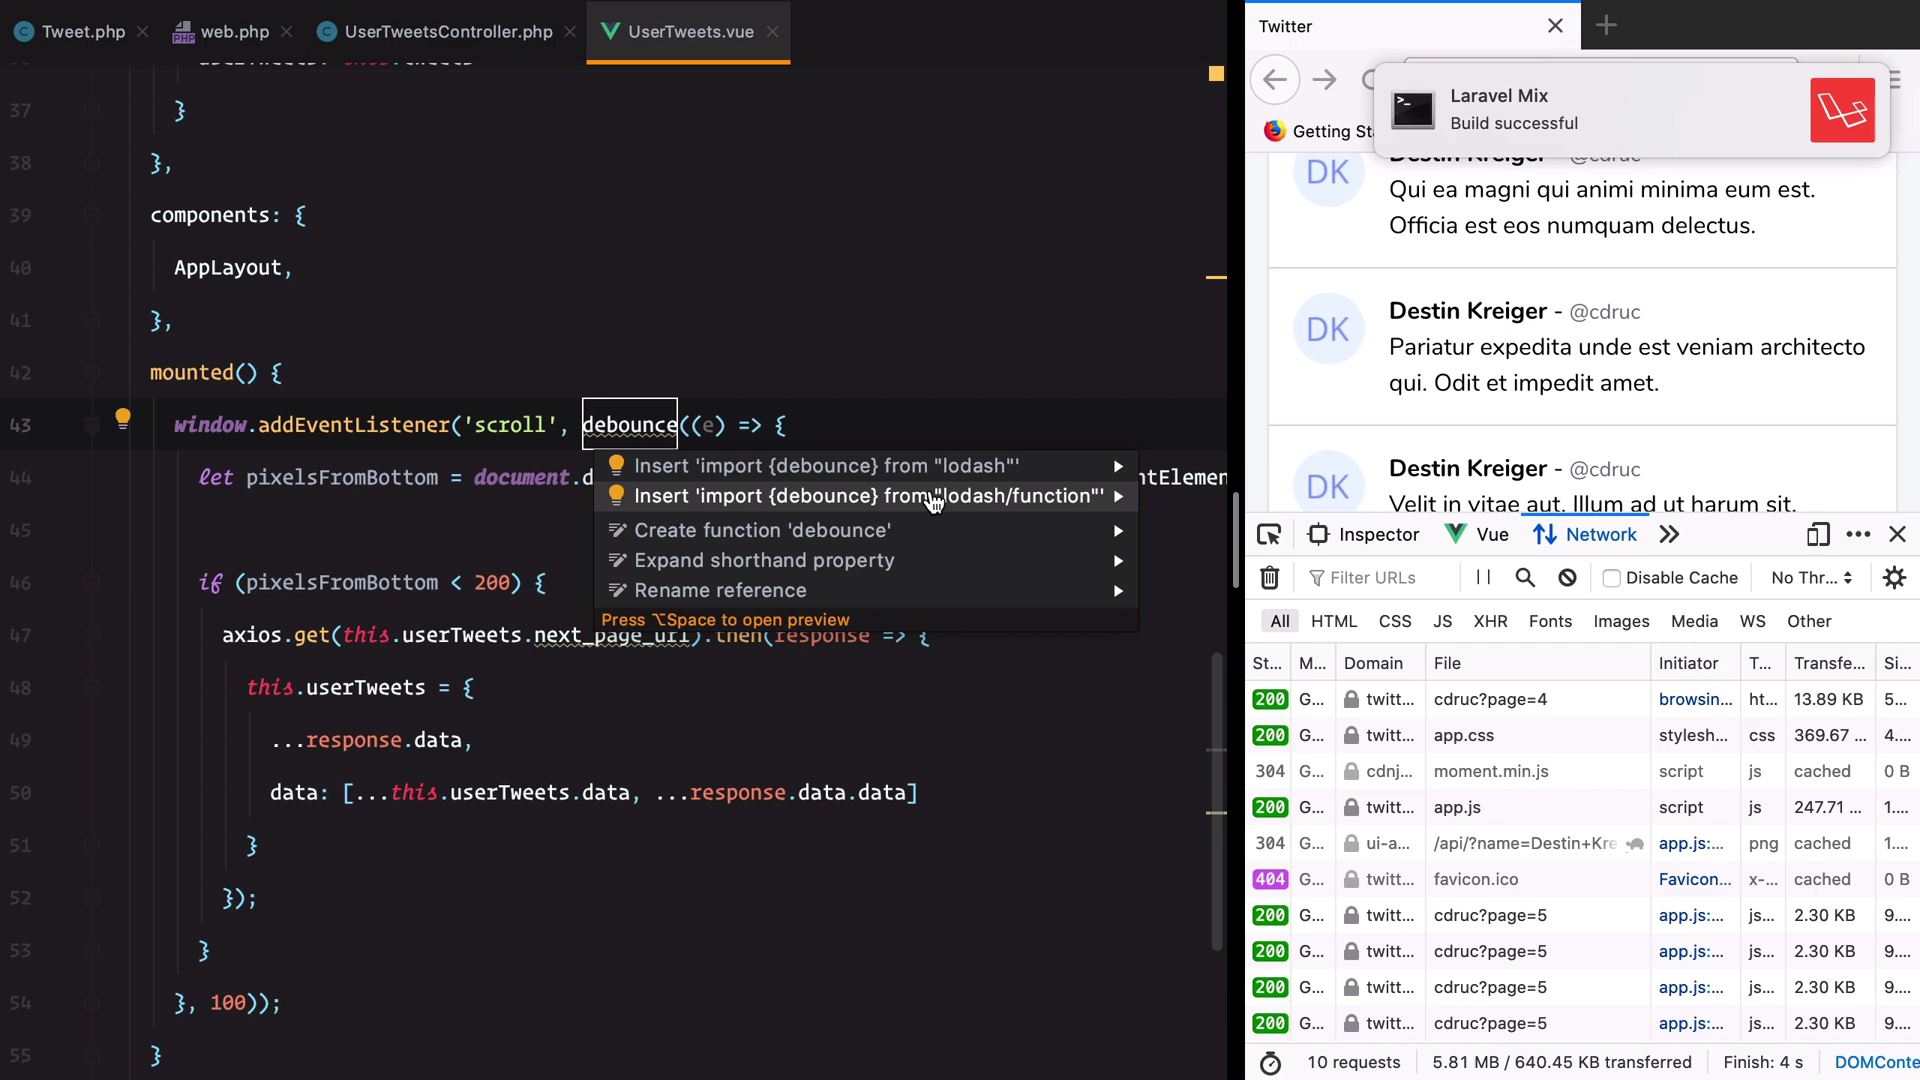 Tweet.php
web.php
UserTweetsController.php
UserTweets.vue
37 }
38 },
39 components: {
40 AppLayout,
41 },
42 mounted() {
43 window.addEventListener('scroll', debounce((e) => {
44 let pixelsFromBottom = document.d
ntElemen
45
46 if (pixelsFromBottom < 200) {
47 axios.get(this.userTweets.next_page_url).then(response => {
48 this.userTweets = {
49 ...response.data,
50 data: [...this.userTweets.data, ...response.data.data]
51 }
52 });
53 }
54 }, 100));
55 }
Insert 'import {debounce} from "lodash"'
Insert 'import {debounce} from "lodash/function"'
Create function 'debounce'
Expand shorthand property
Rename reference
Press ⌥Space to open preview
Twitter
Getting Sta
Laravel Mix
Build successful
DK
Destin Kreiger - @cdruc
Qui ea magni qui animi minima eum est.
Officia est eos numquam delectus.
DK
Destin Kreiger - @cdruc
Pariatur expedita unde est veniam architecto
qui. Odit et impedit amet.
DK
Destin Kreiger - @cdruc
Velit in vitae aut. Illum ad ut harum sit.
Inspector Vue Network
Filter URLs Disable Cache No Thr...
All HTML CSS JS XHR Fonts Images Media WS Other
St... M... Domain File Initiator T... Transfe... Si...
200 G... twitt... cdruc?page=4 browsin... ht... 13.89 KB 5...
200 G... twitt... app.css stylesh... css 369.67 ... 4....
304 G... cdnj... moment.min.js script js cached 0 B
200 G... twitt... app.js script js 247.71 ... 1....
304 G... ui-a... /api/?name=Destin+Kre app.js:... png cached 1....
404 G... twitt... favicon.ico Favicon... x-... cached 0 B
200 G... twitt... cdruc?page=5 app.js:... js... 2.30 KB 9....
200 G... twitt... cdruc?page=5 app.js:... js... 2.30 KB 9....
200 G... twitt... cdruc?page=5 app.js:... js... 2.30 KB 9....
200 G... twitt... cdruc?page=5 app.js:... js... 2.30 KB 9....
10 requests 5.81 MB / 640.45 KB transferred Finish: 4 s DOMConte